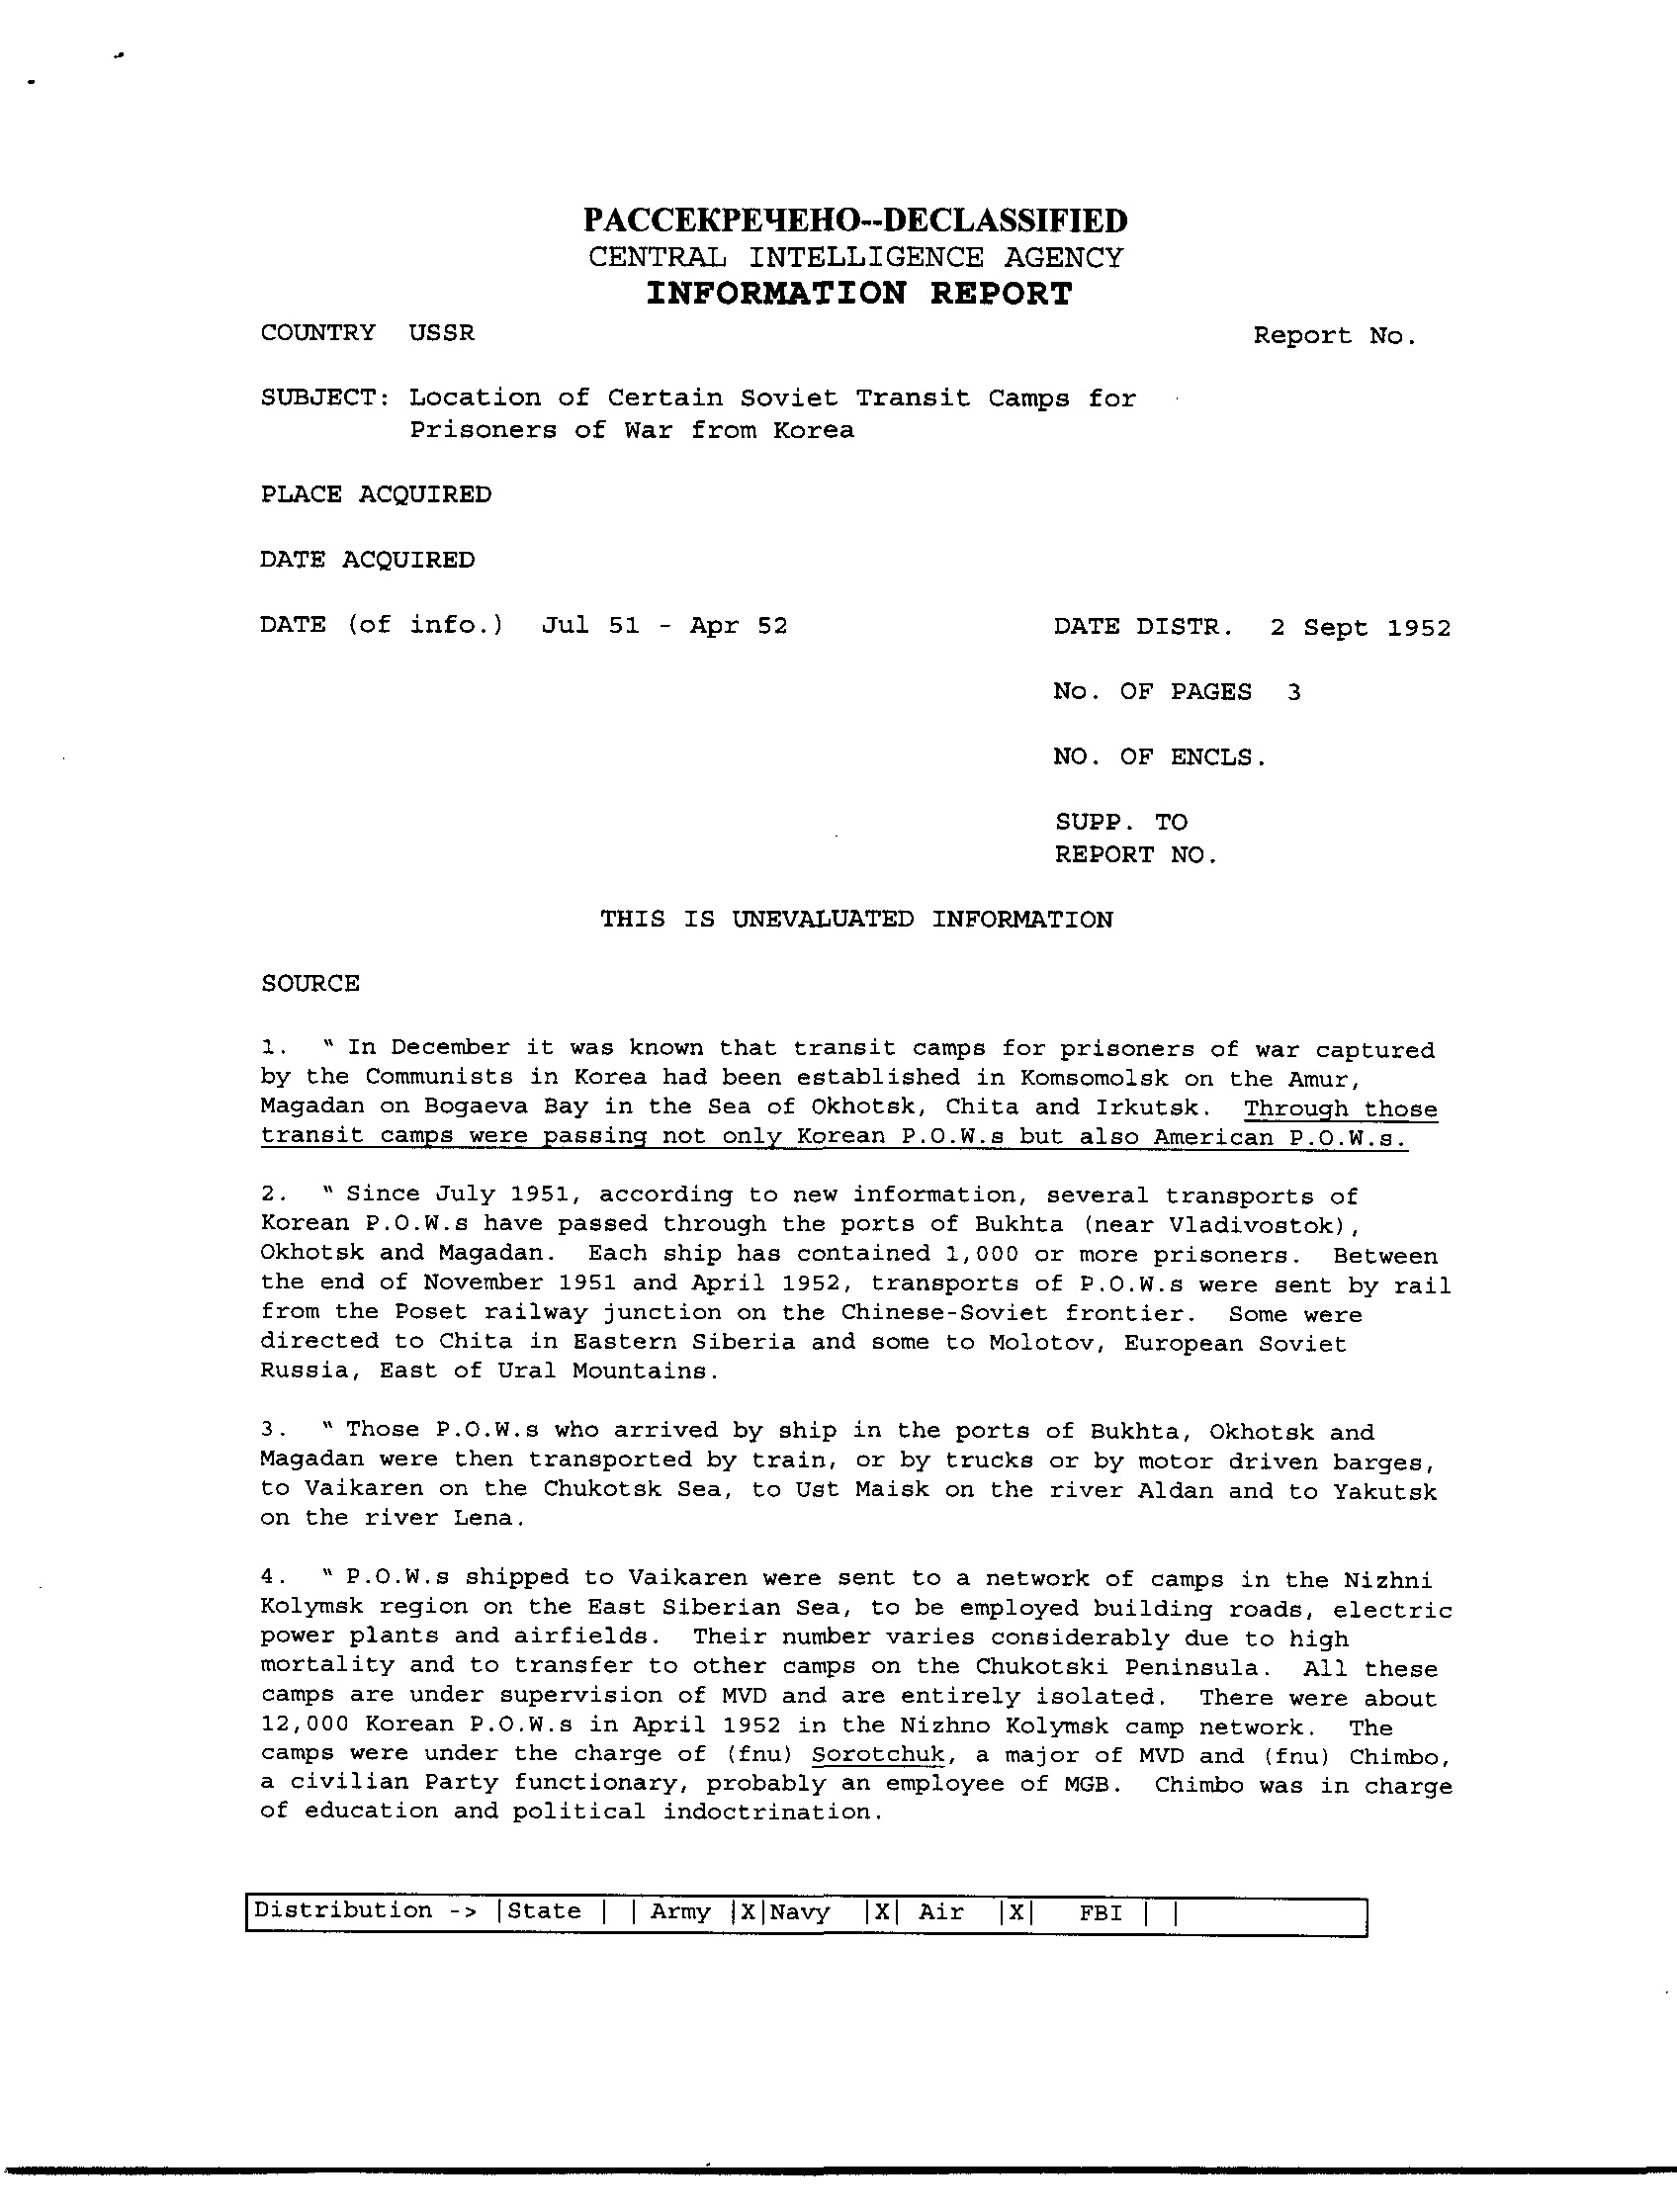 РАССЕКРЕЧЕНО--DECLASSIFIED
CENTRAL INTELLIGENCE AGENCY
INFORMATION REPORT
COUNTRY USSR Report No.
SUBJECT: Location of Certain Soviet Transit Camps for
Prisoners of War from Korea
PLACE ACQUIRED
DATE ACQUIRED
DATE (of info.) Jul 51 - Apr 52 DATE DISTR. 2 Sept 1952
No. OF PAGES 3
NO. OF ENCLS.
SUPP. TO
REPORT NO.
THIS IS UNEVALUATED INFORMATION
SOURCE
1. " In December it was known that transit camps for prisoners of war captured
by the Communists in Korea had been established in Komsomolsk on the Amur,
Magadan on Bogaeva Bay in the Sea of Okhotsk, Chita and Irkutsk. Through those
transit camps were passing not only Korean P.O.W.s but also American P.O.W.s.
2. " Since July 1951, according to new information, several transports of
Korean P.O.W.s have passed through the ports of Bukhta (near Vladivostok),
Okhotsk and Magadan. Each ship has contained 1,000 or more prisoners. Between
the end of November 1951 and April 1952, transports of P.O.W.s were sent by rail
from the Poset railway junction on the Chinese-Soviet frontier. Some were
directed to Chita in Eastern Siberia and some to Molotov, European Soviet
Russia, East of Ural Mountains.
3. " Those P.O.W.s who arrived by ship in the ports of Bukhta, Okhotsk and
Magadan were then transported by train, or by trucks or by motor driven barges,
to Vaikaren on the Chukotsk Sea, to Ust Maisk on the river Aldan and to Yakutsk
on the river Lena.
4. " P.O.W.s shipped to Vaikaren were sent to a network of camps in the Nizhni
Kolymsk region on the East Siberian Sea, to be employed building roads, electric
power plants and airfields. Their number varies considerably due to high
mortality and to transfer to other camps on the Chukotski Peninsula. All these
camps are under supervision of MVD and are entirely isolated. There were about
12,000 Korean P.O.W.s in April 1952 in the Nizhno Kolymsk camp network. The
camps were under the charge of (fnu) Sorotchuk, a major of MVD and (fnu) Chimbo,
a civilian Party functionary, probably an employee of MGB. Chimbo was in charge
of education and political indoctrination.
Distribution -> |State | | Army |X|Navy |X| Air |X| FBI | |